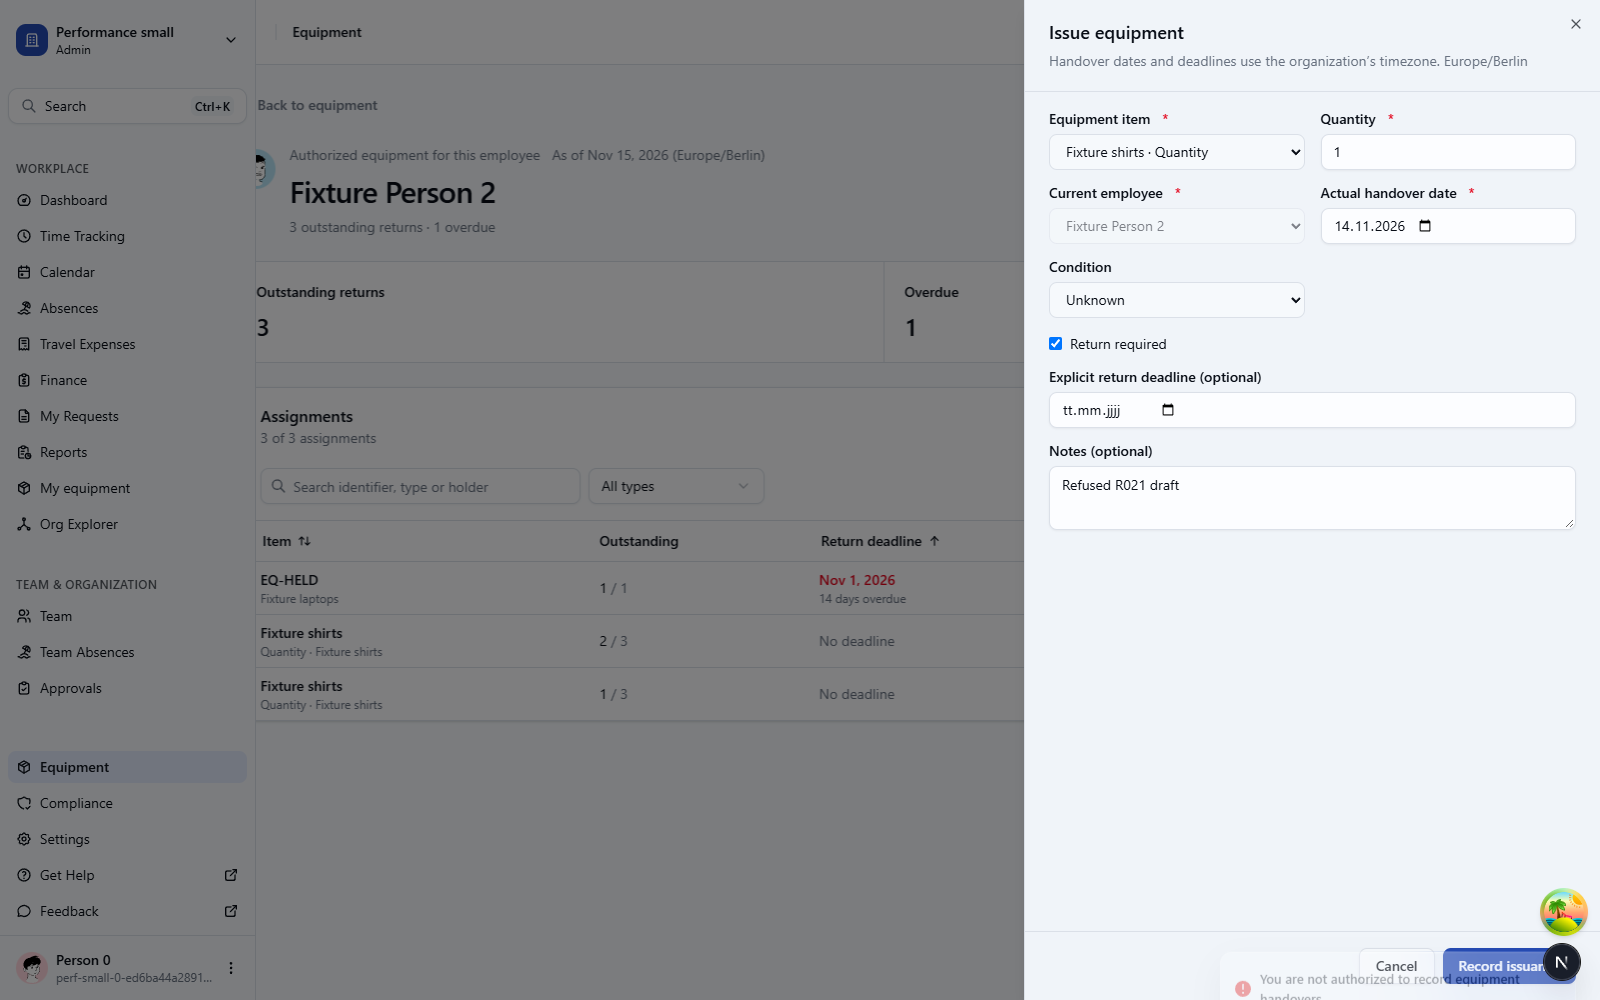 Performance small
Admin
Search
Ctrl+K
WORKPLACE
Dashboard
Time Tracking
Calendar
Absences
Travel Expenses
Finance
My Requests
Reports
My equipment
Org Explorer
TEAM & ORGANIZATION
Team
Team Absences
Approvals
Equipment
Compliance
Settings
Get Help
Feedback
Person 0
perf-small-0-ed6ba44a2891...
Equipment
Back to equipment
Authorized equipment for this employee As of Nov 15, 2026 (Europe/Berlin)
Fixture Person 2
3 outstanding returns · 1 overdue
Outstanding returns
3
Overdue
1
Assignments
3 of 3 assignments
Search identifier, type or holder
All types
Item Outstanding Return deadline
EQ-HELD
Fixture laptops
1 / 1
Nov 1, 2026
14 days overdue
Fixture shirts
Quantity · Fixture shirts
2 / 3
No deadline
Fixture shirts
Quantity · Fixture shirts
1 / 3
No deadline
Issue equipment
Handover dates and deadlines use the organization's timezone. Europe/Berlin
Equipment item *
Fixture shirts · Quantity
Quantity *
1
Current employee *
Fixture Person 2
Actual handover date *
14.11.2026
Condition
Unknown
Return required
Explicit return deadline (optional)
tt.mm.jjjj
Notes (optional)
Refused R021 draft
Cancel
Record
You are not authorized to record equipment
handovers
N